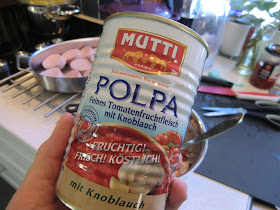 MUTTI
POLPA
Feines Tomatenfruchtfleisch
mit Knoblauch
FRUCHTIG!
FRISCH! KÖSTLICH!
mit Knoblauch